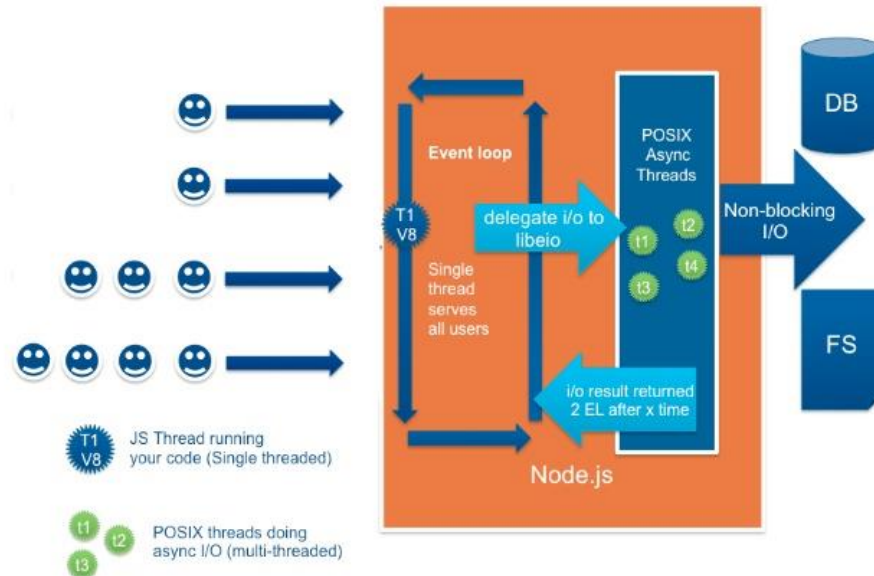 Event loop
T1
V8
Single
thread
serves
all users
delegate i/o to
libeio
POSIX
Async
Threads
t1
t2
t4
t3
i/o result returned
2 EL after x time
Node.js
Non-blocking
I/O
DB
FS
T1
V8
JS Thread running
your code (Single threaded)
t1
t2
t3
POSIX threads doing
async I/O (multi-threaded)